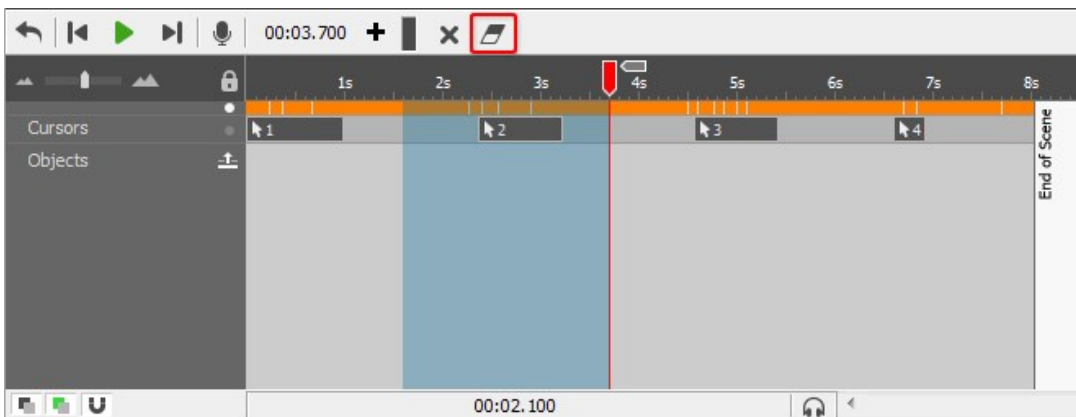 00:03.700
1s 2s 3s 4s 5s 6s 7s 8s
Cursors 1 2 3 4
Objects
End of Scene
00:02.100